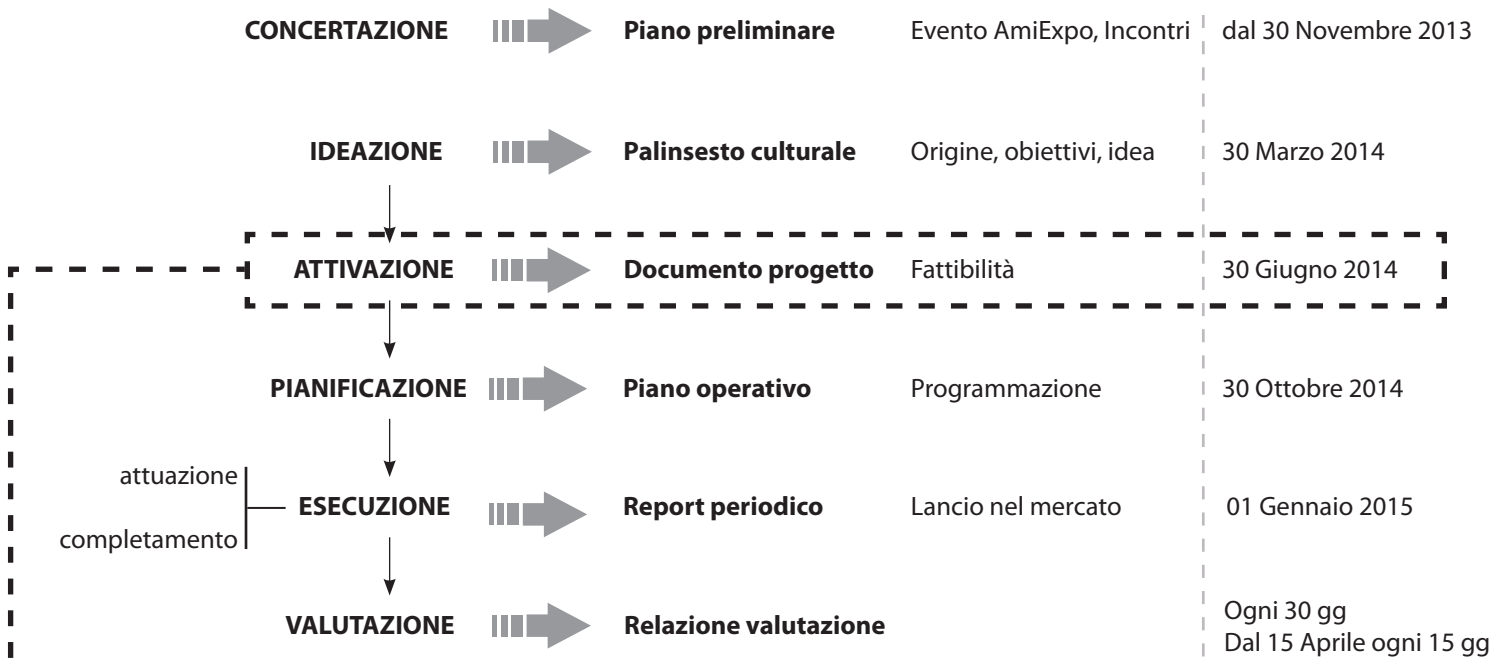 CONCERTAZIONE Piano preliminare Evento AmiExpo, Incontri dal 30 Novembre 2013
IDEAZIONE Palinsesto culturale Origine, obiettivi, idea 30 Marzo 2014
ATTIVAZIONE Documento progetto Fattibilità 30 Giugno 2014
PIANIFICAZIONE Piano operativo Programmazione 30 Ottobre 2014
attuazione
ESECUZIONE Report periodico Lancio nel mercato 01 Gennaio 2015
completamento
VALUTAZIONE Relazione valutazione Ogni 30 gg
Dal 15 Aprile ogni 15 gg